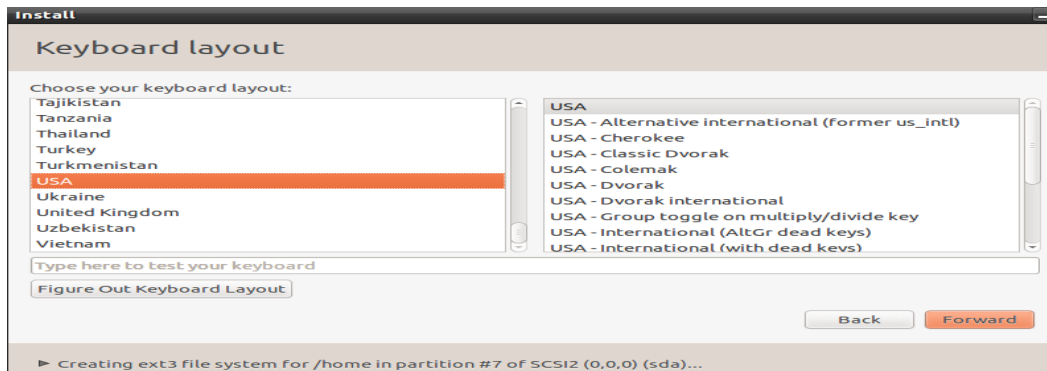 Install
Keyboard layout
Choose your keyboard layout:
Tajikistan
Tanzania
Thailand
Turkey
Turkmenistan
USA
Ukraine
United Kingdom
Uzbekistan
Vietnam
USA
USA - Alternative international (former us_intl)
USA - Cherokee
USA - Classic Dvorak
USA - Colemak
USA - Dvorak
USA - Dvorak international
USA - Group toggle on multiply/divide key
USA - International (AltGr dead keys)
USA - International (with dead keys)
Type here to test your keyboard
Figure Out Keyboard Layout
Back
Forward
Creating ext3 file system for /home in partition #7 of SCSI2 (0,0,0) (sda)...